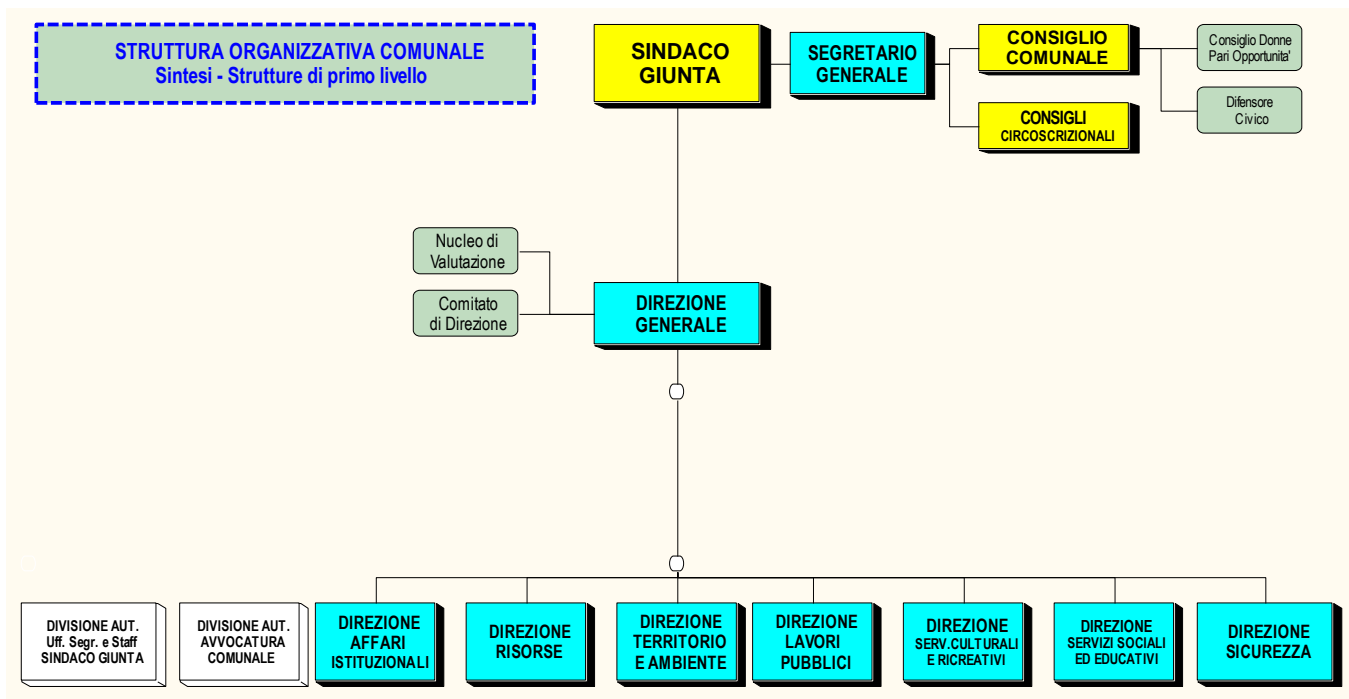 STRUTTURA ORGANIZZATIVA COMUNALE
Sintesi - Strutture di primo livello
SINDACO
GIUNTA
SEGRETARIO
GENERALE
CONSIGLIO
COMUNALE
Consiglio Donne
Pari Opportunita'
CONSIGLI
CIRCOSCRIZIONALI
Difensore
Civico
Nucleo di
Valutazione
Comitato
di Direzione
DIREZIONE
GENERALE
DIVISIONE AUT.
Uff. Segr. e Staff
SINDACO GIUNTA
DIVISIONE AUT.
AVVOCATURA
COMUNALE
DIREZIONE
AFFARI
ISTITUZIONALI
DIREZIONE
RISORSE
DIREZIONE
TERRITORIO
E AMBIENTE
DIREZIONE
LAVORI
PUBBLICI
DIREZIONE
SERV.CULTURALI
E RICREATIVI
DIREZIONE
SERVIZI SOCIALI
ED EDUCATIVI
DIREZIONE
SICUREZZA